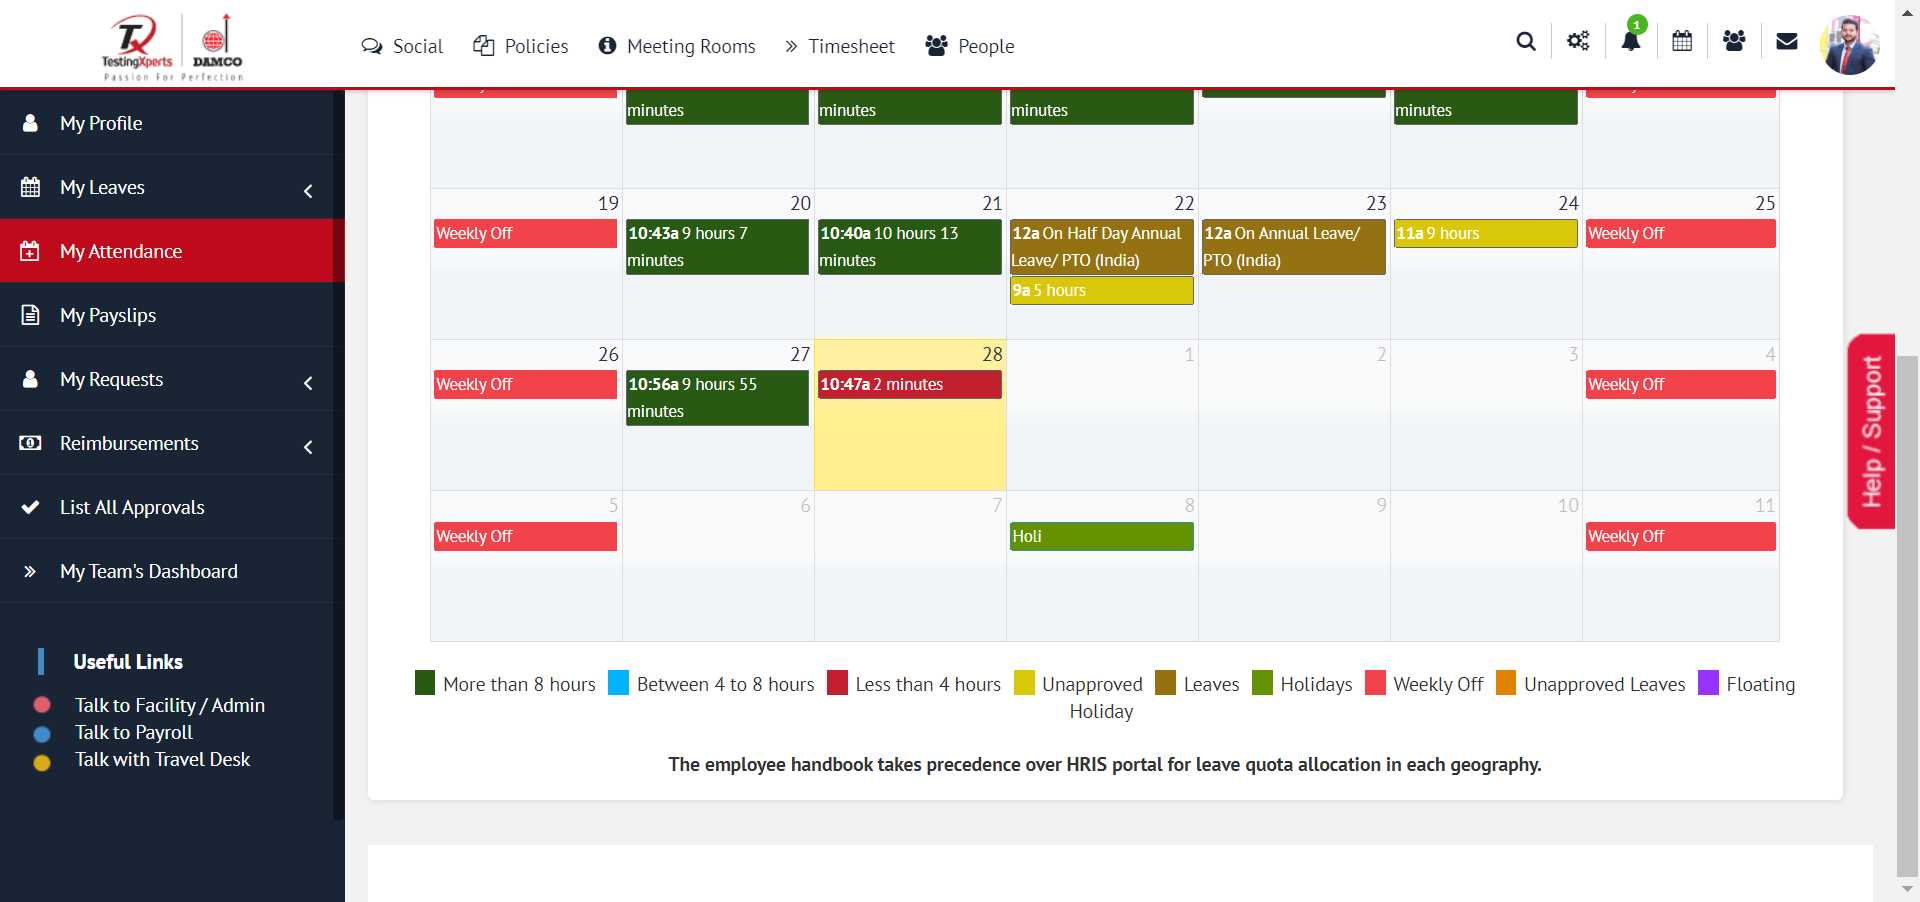 TestingXperts DAMCO
Passion For Perfection
Social Policies Meeting Rooms Timesheet People
1
My Profile
My Leaves
My Attendance
My Payslips
My Requests
Reimbursements
List All Approvals
My Team's Dashboard
Useful Links
Talk to Facility / Admin
Talk to Payroll
Talk with Travel Desk
minutes minutes minutes minutes
19 20 21 22 23 24 25
Weekly Off
10:43a 9 hours 7
minutes
10:40a 10 hours 13
minutes
12a On Half Day Annual
Leave/ PTO (India)
9a 5 hours
12a On Annual Leave/
PTO (India)
11a 9 hours
Weekly Off
26 27 28 1 2 3 4
Weekly Off
10:56a 9 hours 55
minutes
10:47a 2 minutes
Weekly Off
5 6 7 8 9 10 11
Weekly Off
Holi
Weekly Off
More than 8 hours Between 4 to 8 hours Less than 4 hours Unapproved Leaves Holidays Weekly Off Unapproved Leaves Floating
Holiday
The employee handbook takes precedence over HRIS portal for leave quota allocation in each geography.
Help / Support